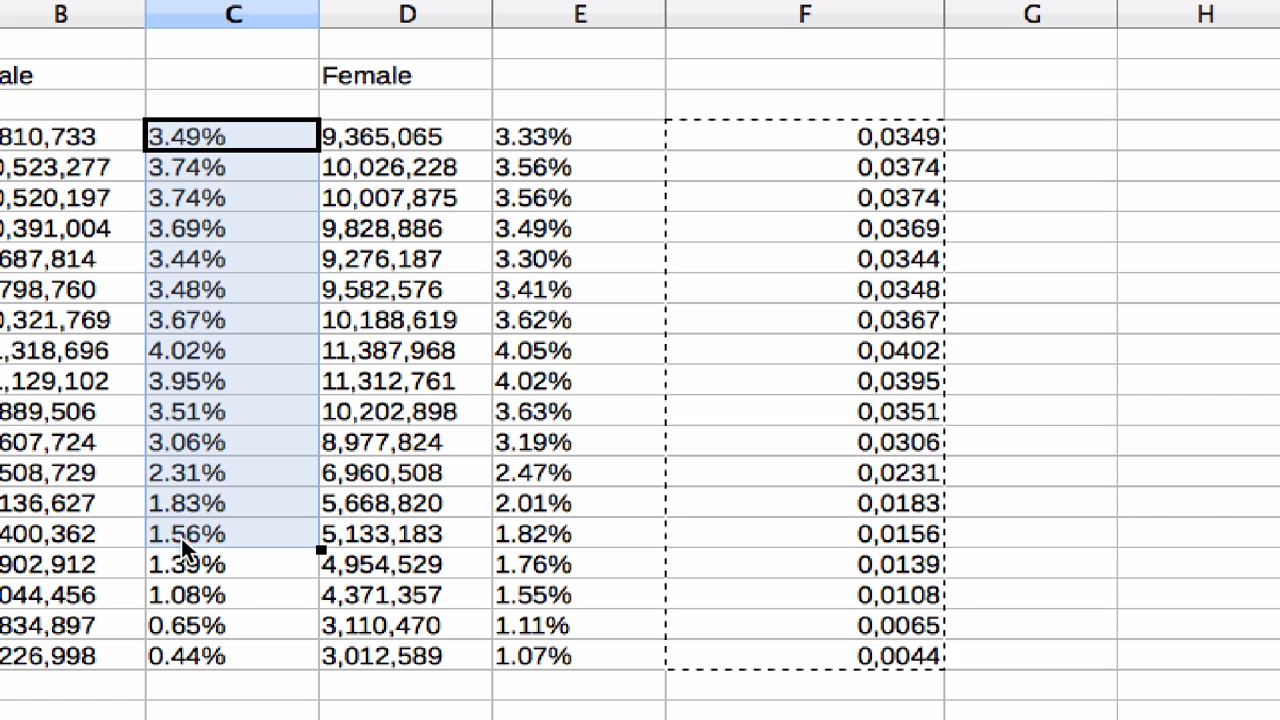 B C D E F G H
ale Female
810,733 3.49% 9,365,065 3.33% 0,0349
,523,277 3.74% 10,026,228 3.56% 0,0374
,520,197 3.74% 10,007,875 3.56% 0,0374
,391,004 3.69% 9,828,886 3.49% 0,0369
687,814 3.44% 9,276,187 3.30% 0,0344
798,760 3.48% 9,582,576 3.41% 0,0348
,321,769 3.67% 10,188,619 3.62% 0,0367
,318,696 4.02% 11,387,968 4.05% 0,0402
,129,102 3.95% 11,312,761 4.02% 0,0395
889,506 3.51% 10,202,898 3.63% 0,0351
607,724 3.06% 8,977,824 3.19% 0,0306
508,729 2.31% 6,960,508 2.47% 0,0231
136,627 1.83% 5,668,820 2.01% 0,0183
400,362 1.56% 5,133,183 1.82% 0,0156
902,912 1.39% 4,954,529 1.76% 0,0139
044,456 1.08% 4,371,357 1.55% 0,0108
834,897 0.65% 3,110,470 1.11% 0,0065
226,998 0.44% 3,012,589 1.07% 0,0044